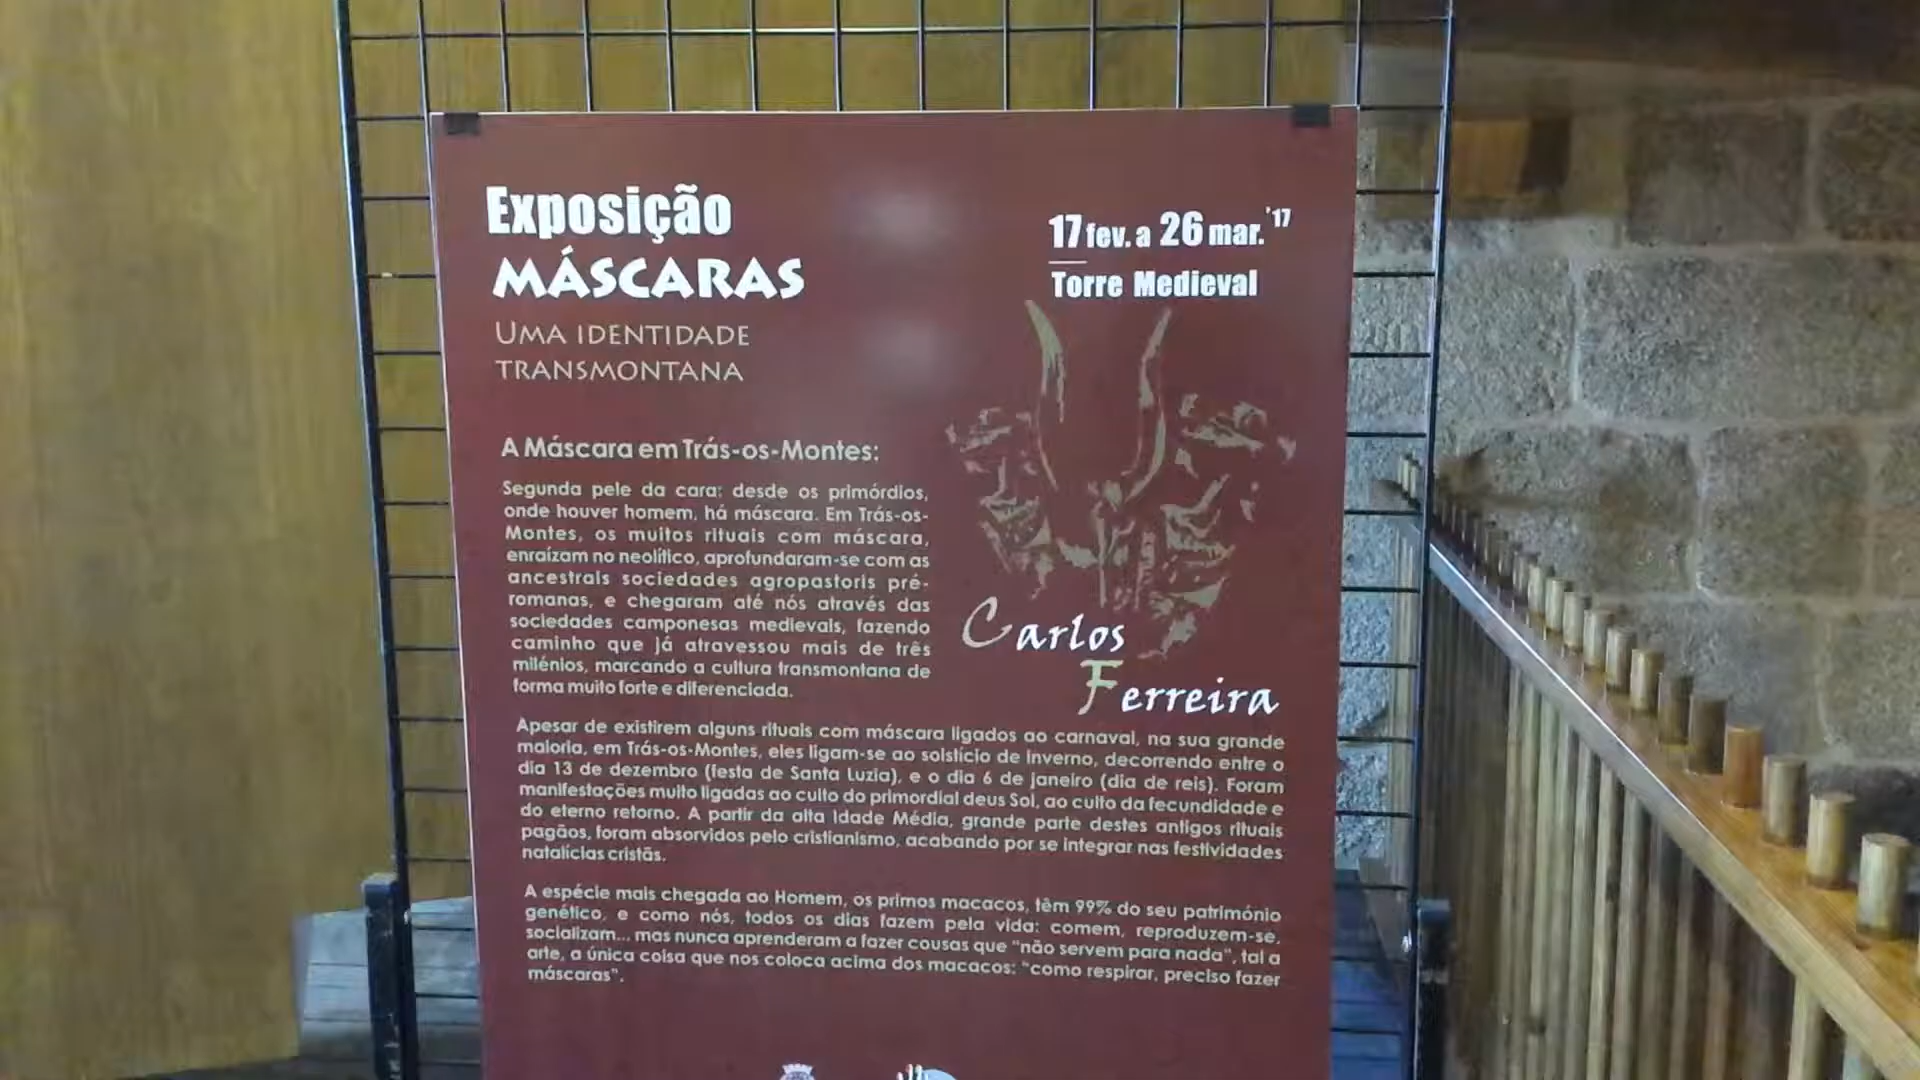 Exposição
MÁSCARAS
UMA IDENTIDADE
TRANSMONTANA
17 fev. a 26 mar. '17
Torre Medieval
A Máscara em Trás-os-Montes:
Segunda pele da cara: desde os primórdios,
onde houver homem, há máscara. Em Trás-os-
Montes, os muitos rituais com máscara,
enraízam no neolítico, aprofundaram-se com as
ancestrais sociedades agropastoris pré-
romanas, e chegaram até nós através das
sociedades camponesas medievais, fazendo
caminho que já atravessou mais de três
milénios, marcando a cultura transmontana de
forma muito forte e diferenciada.
Carlos
Ferreira
Apesar de existirem alguns rituais com máscara ligados ao carnaval, na sua grande
maioria, em Trás-os-Montes, eles ligam-se ao solstício de Inverno, decorrendo entre o
dia 13 de dezembro (festa de Santa Luzia), e o dia 6 de janeiro (dia de reis). Foram
manifestações muito ligadas ao culto do primordial deus Sol, ao culto da fecundidade e
do eterno retorno. A partir da alta Idade Média, grande parte destes antigos rituais
pagãos, foram absorvidos pelo cristianismo, acabando por se integrar nas festividades
natalícias cristãs.
A espécie mais chegada ao Homem, os primos macacos, têm 99% do seu património
genético, e como nós, todos os dias fazem pela vida: comem, reproduzem-se,
socializam... mas nunca aprenderam a fazer cousas que "não servem para nada", tal a
arte, a única coisa que nos coloca acima dos macacos: "como respirar, preciso fazer
máscaras".